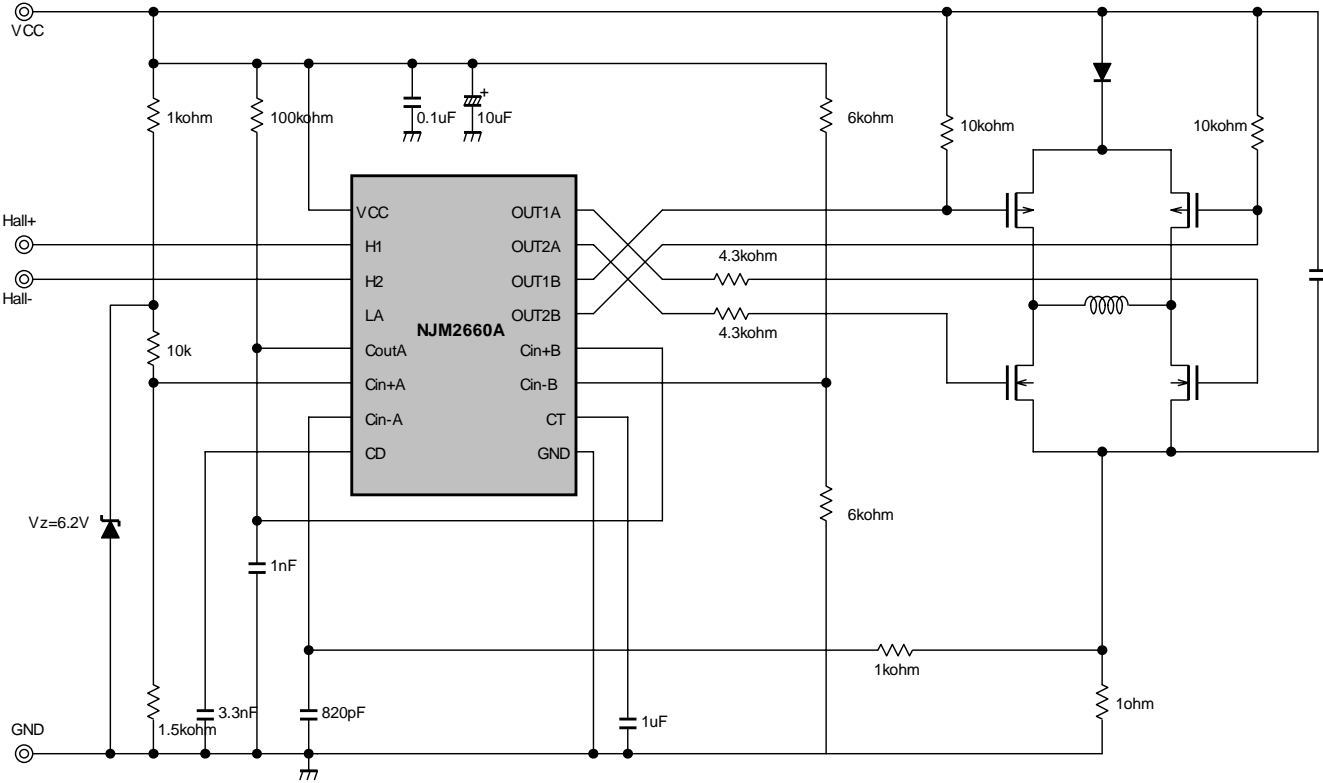 VCC
1kohm
100kohm
0.1uF
+
10uF
6kohm
10kohm
10kohm
Hall+
Hall-
VCC
H1
H2
LA
CoutA
Cin+A
Cin-A
CD
NJM2660A
OUT1A
OUT2A
OUT1B
OUT2B
Cin+B
Cin-B
CT
GND
4.3kohm
4.3kohm
10k
Vz=6.2V
6kohm
1nF
1kohm
1.5kohm
3.3nF
820pF
1uF
1ohm
GND